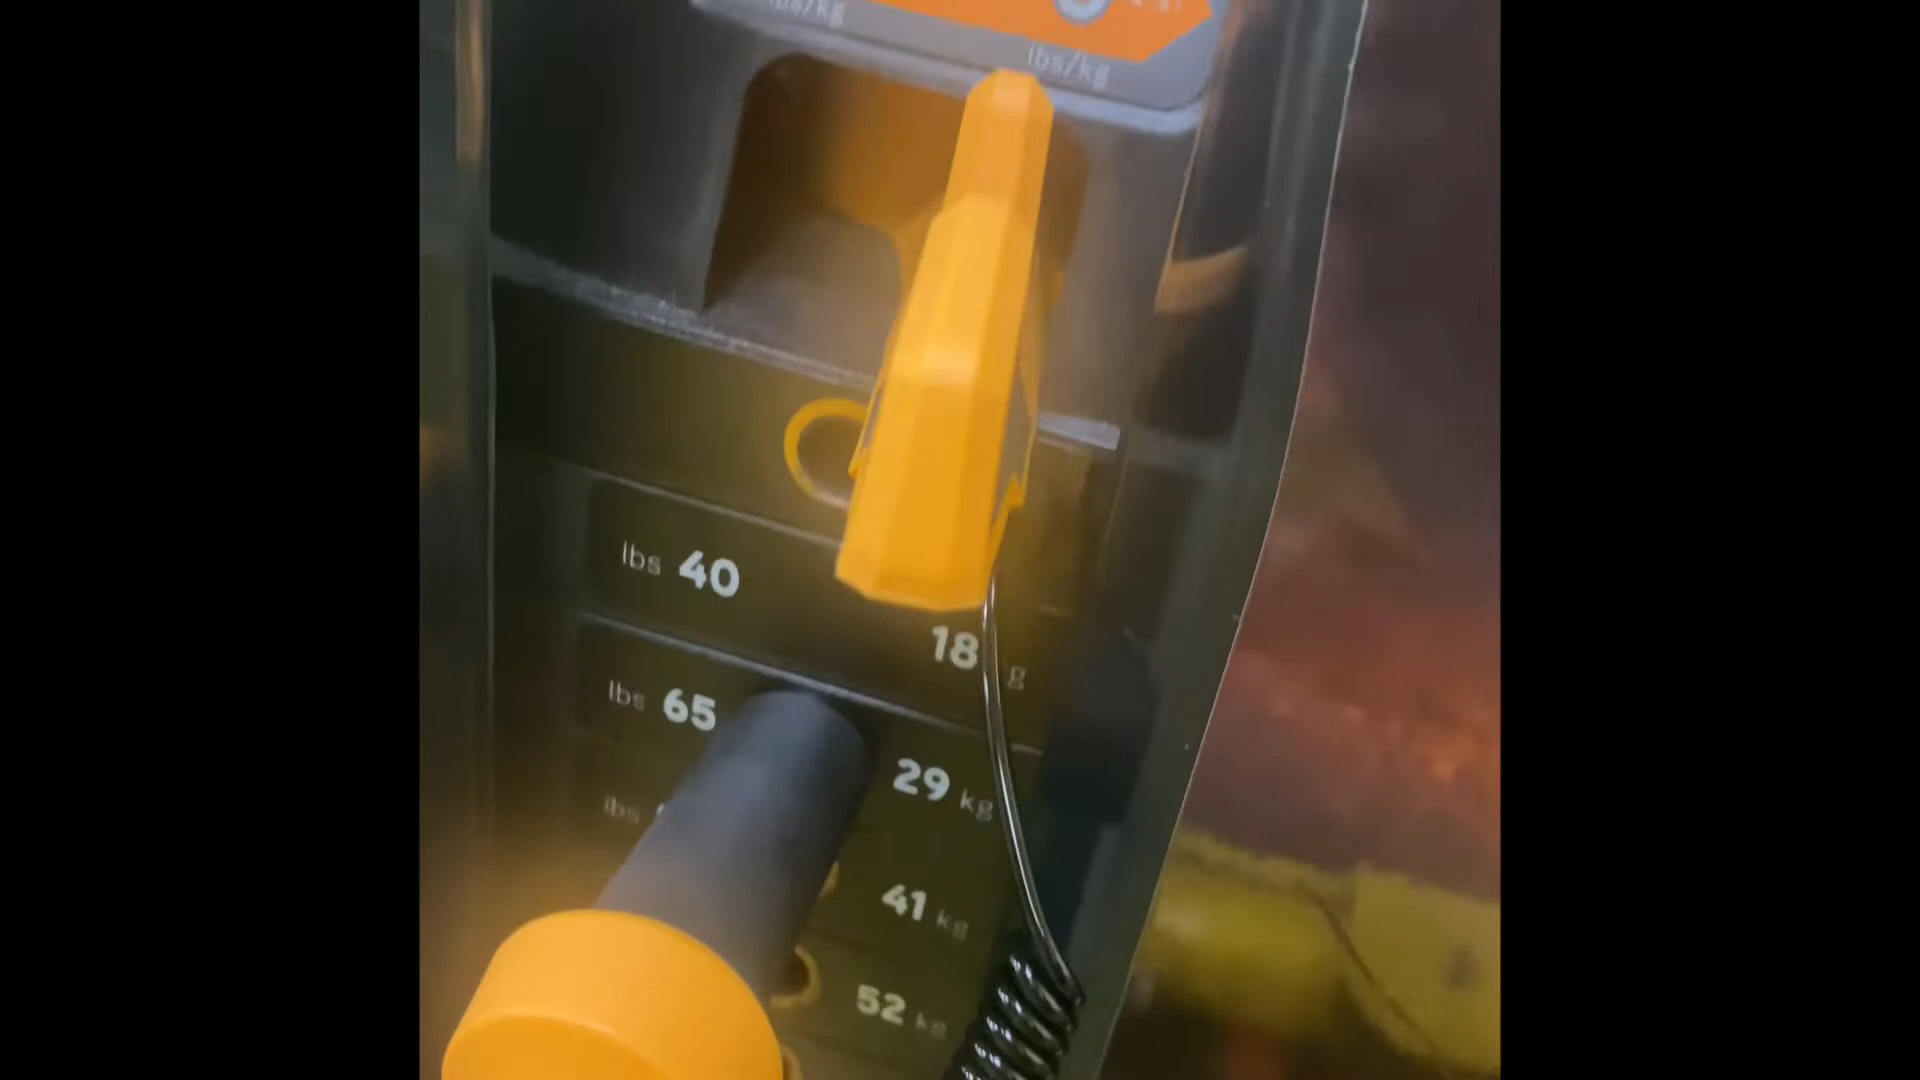 lbs/kg
lbs/kg
lbs 40
18 g
lbs 65
29 kg
lbs
41 kg
52 kg